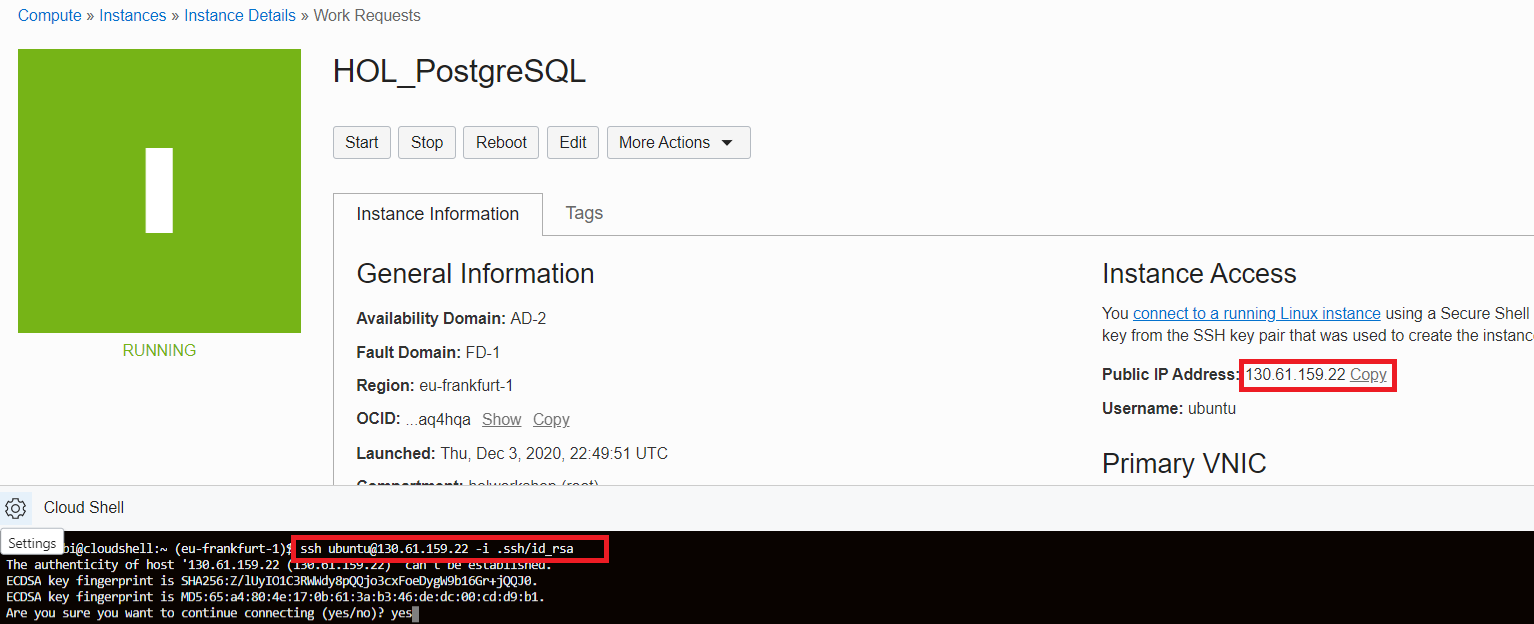 Compute » Instances » Instance Details » Work Requests
HOL_PostgreSQL
Start Stop Reboot Edit More Actions
RUNNING
Instance Information Tags
General Information
Availability Domain: AD-2
Fault Domain: FD-1
Region: eu-frankfurt-1
OCID: ...aq4hqa Show Copy
Launched: Thu, Dec 3, 2020, 22:49:51 UTC
Compartment: holworkshop (root)
Instance Access
You connect to a running Linux instance using a Secure Shell
key from the SSH key pair that was used to create the instanc
Public IP Address: 130.61.159.22 Copy
Username: ubuntu
Primary VNIC
Cloud Shell
Settings
bi@cloudshell:~ (eu-frankfurt-1)$ ssh ubuntu@130.61.159.22 -i .ssh/id_rsa
The authenticity of host '130.61.159.22 (130.61.159.22)' can't be established.
ECDSA key fingerprint is SHA256:Z/lUyIO1C3RWWdy8pQQjo3cxFoeDygW9b16Gr+jQQJ0.
ECDSA key fingerprint is MD5:65:a4:80:4e:17:0b:61:3a:b3:46:de:dc:00:cd:d9:b1.
Are you sure you want to continue connecting (yes/no)? yes